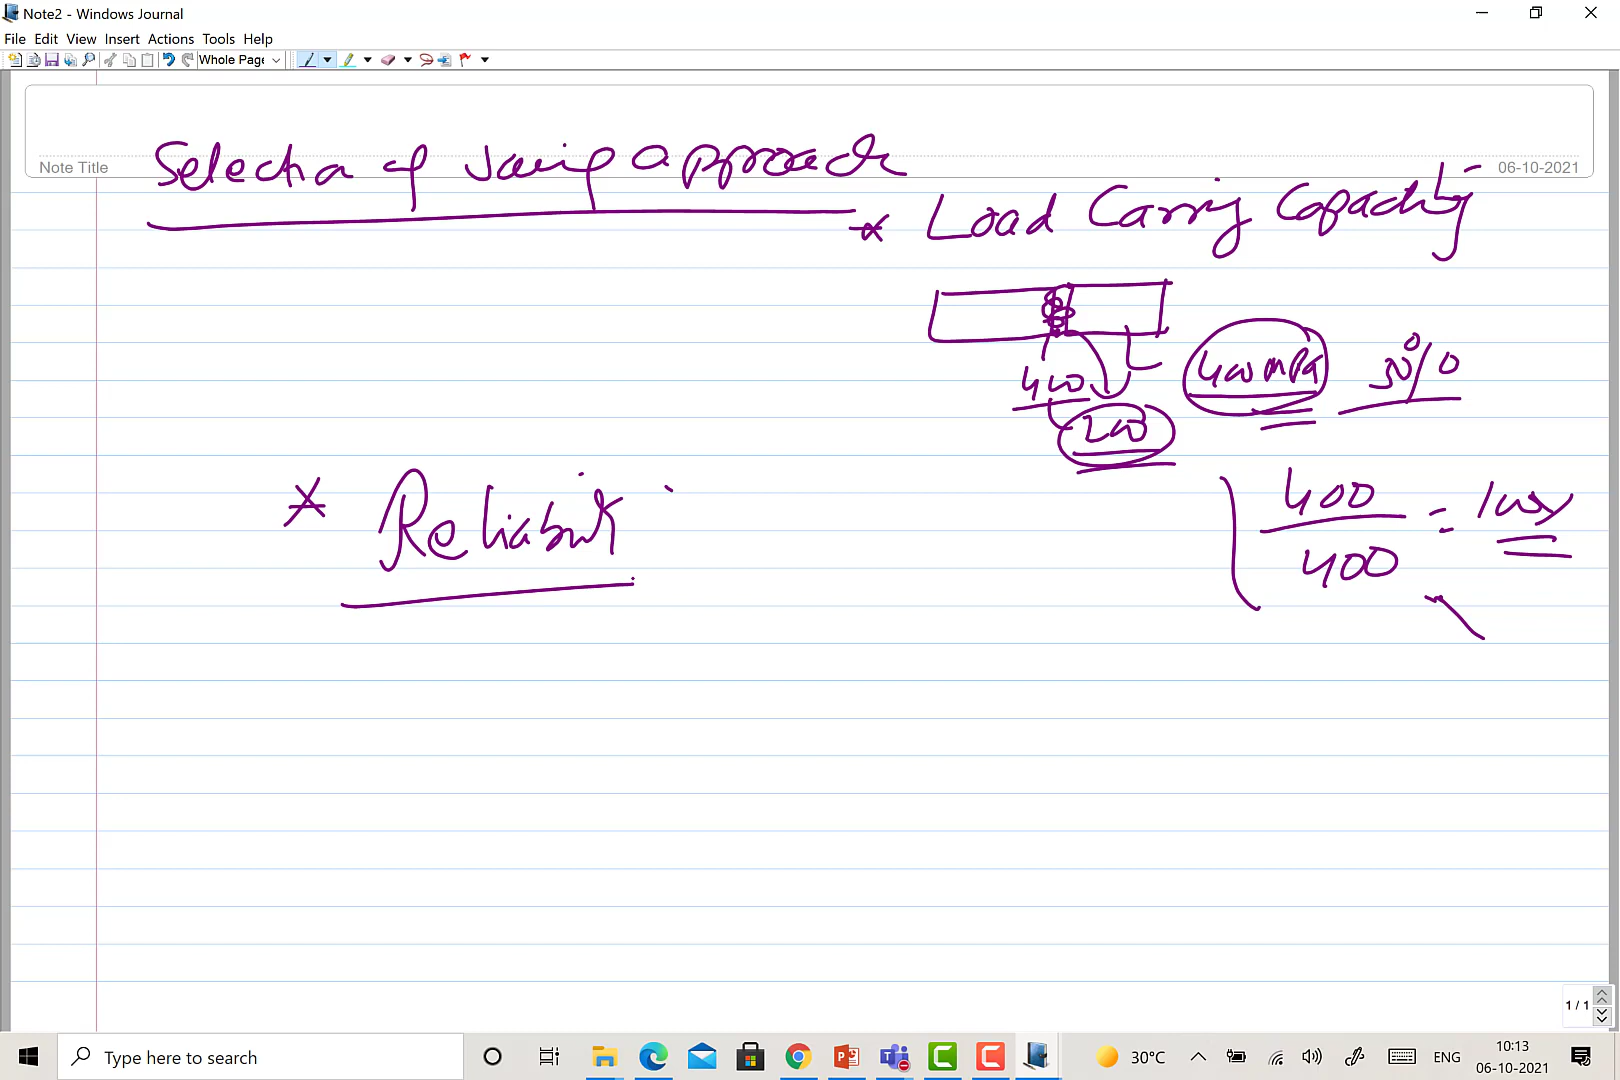 Note2 - Windows Journal
File Edit View Insert Actions Tools Help
Whole Page
Note Title
06-10-2021
Selection of Joining approach
* Load Carrying Capacity
400
400 MPa
30%
200
* Reliability
400
400
=
1 / 1
Type here to search
30°C
ENG
10:13
06-10-2021